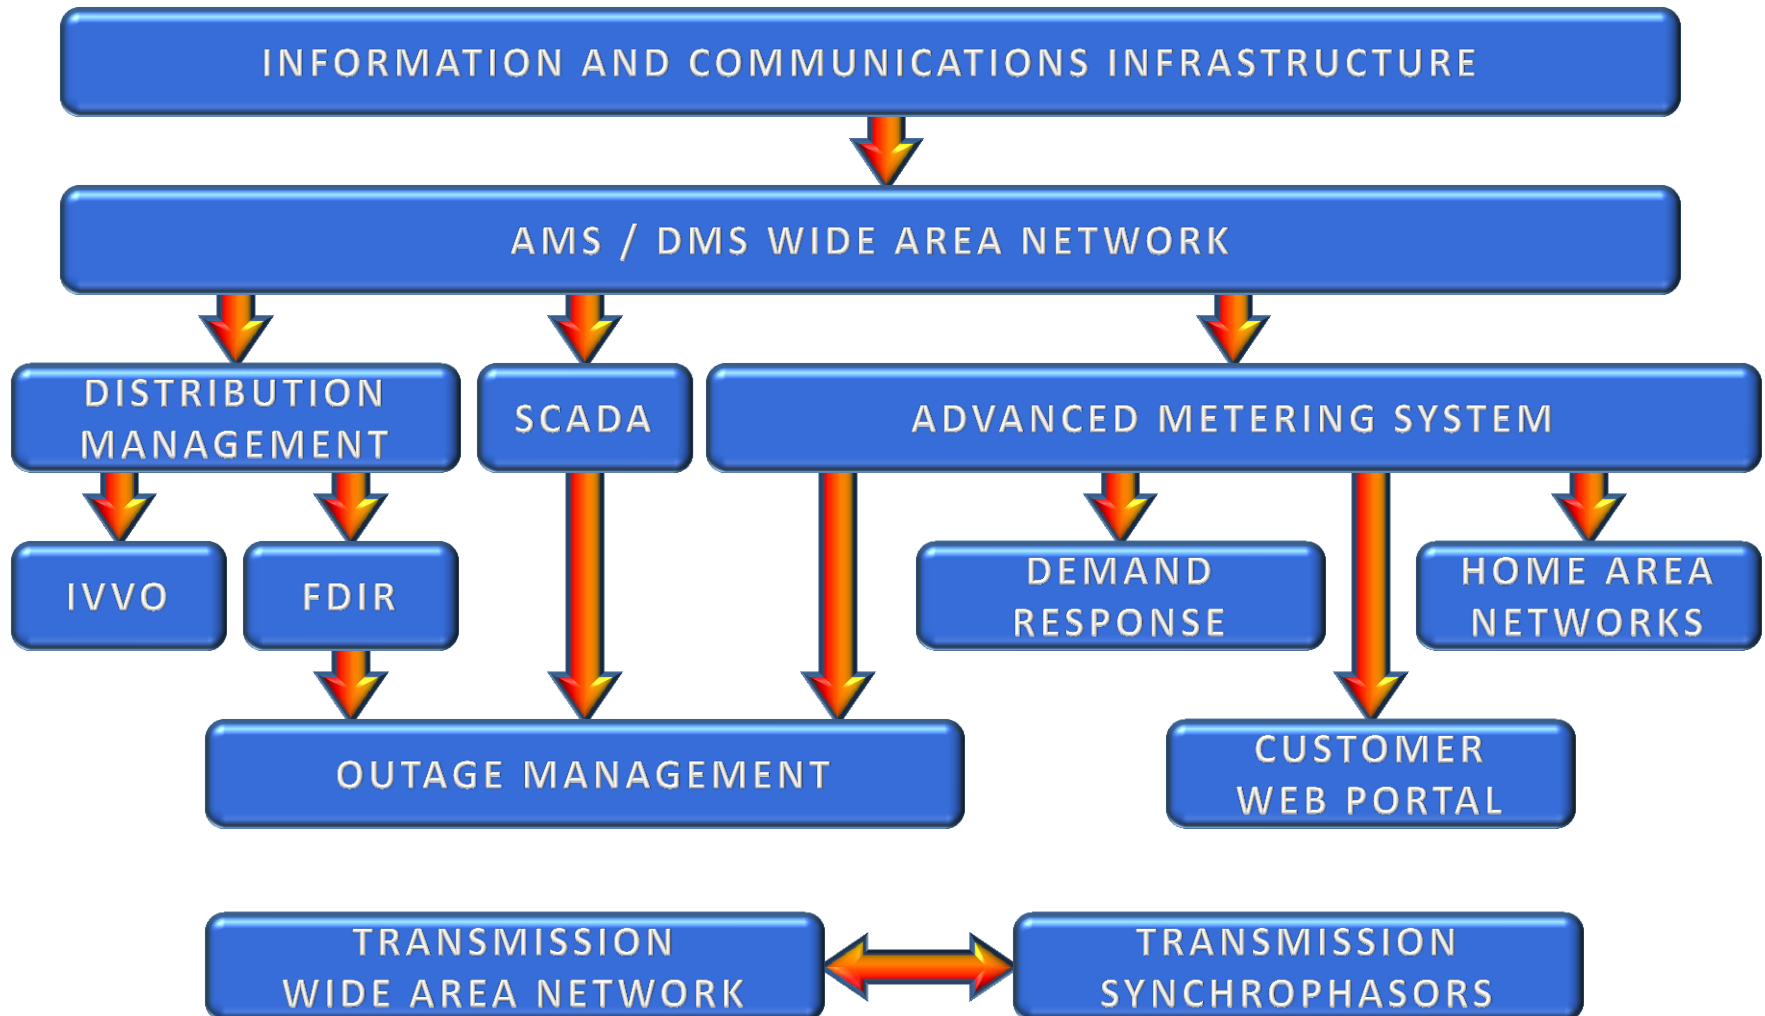 INFORMATION AND COMMUNICATIONS INFRASTRUCTURE
AMS / DMS WIDE AREA NETWORK
DISTRIBUTION
MANAGEMENT
SCADA
ADVANCED METERING SYSTEM
IVVO
FDIR
DEMAND
RESPONSE
HOME AREA
NETWORKS
OUTAGE MANAGEMENT
CUSTOMER
WEB PORTAL
TRANSMISSION
WIDE AREA NETWORK
TRANSMISSION
SYNCHROPHASORS